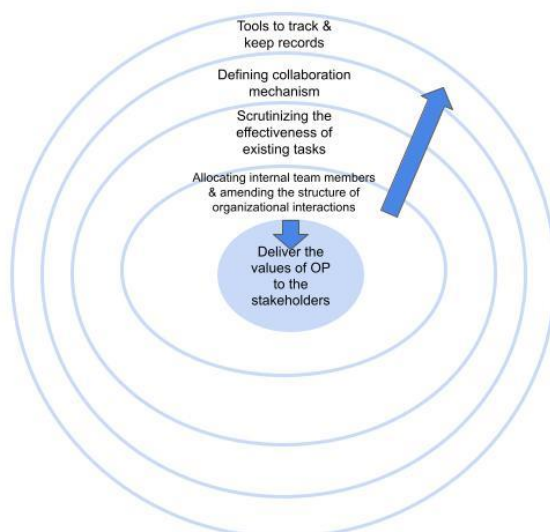 Tools to track &
keep records
Defining collaboration
mechanism
Scrutinizing the
effectiveness of
existing tasks
Allocating internal team members
& amending the structure of
organizational interactions
Deliver the
values of OP
to the
stakeholders